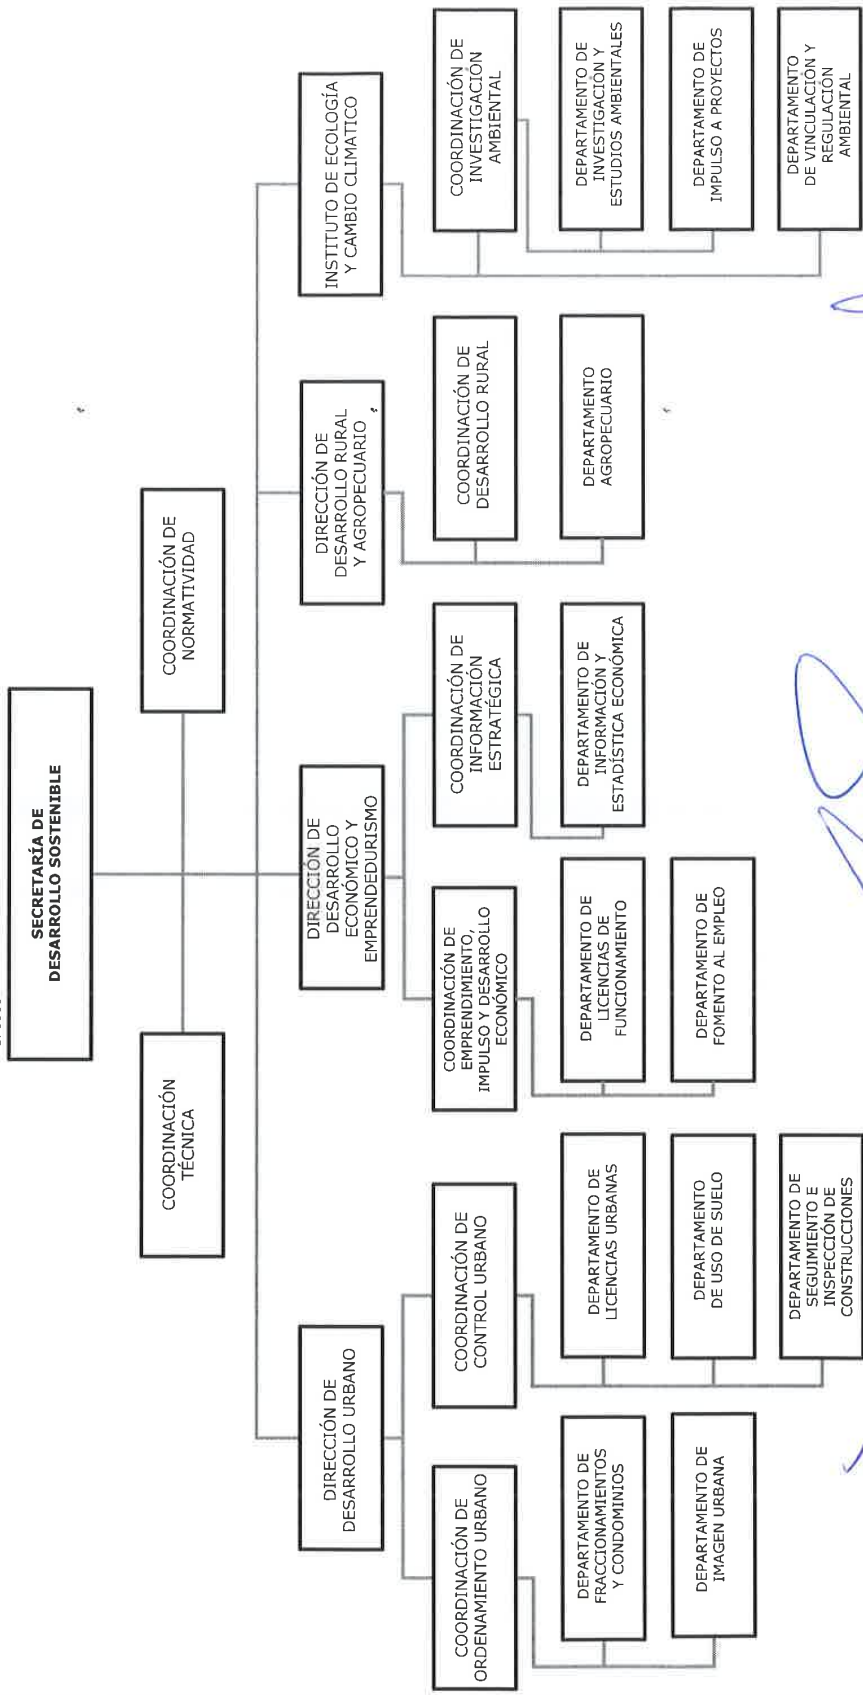 SECRETARÍA DE
DESARROLLO SOSTENIBLE
COORDINACIÓN
TÉCNICA
COORDINACIÓN DE
NORMATIVIDAD
DIRECCIÓN DE
DESARROLLO URBANO
DIRECCIÓN DE
DESARROLLO
ECONÓMICO Y
EMPRENDEDURISMO
DIRECCIÓN DE
DESARROLLO RURAL
Y AGROPECUARIO
INSTITUTO DE ECOLOGÍA
Y CAMBIO CLIMATICO
COORDINACIÓN DE
ORDENAMIENTO URBANO
COORDINACIÓN DE
CONTROL URBANO
COORDINACIÓN DE
EMPRENDIMIENTO,
IMPULSO Y DESARROLLO
ECONÓMICO
COORDINACIÓN DE
INFORMACIÓN
ESTRATÉGICA
COORDINACIÓN DE
DESARROLLO RURAL
COORDINACIÓN DE
INVESTIGACIÓN
AMBIENTAL
DEPARTAMENTO DE
FRACCIONAMIENTOS
Y CONDOMINIOS
DEPARTAMENTO DE
LICENCIAS URBANAS
DEPARTAMENTO DE
LICENCIAS DE
FUNCIONAMIENTO
DEPARTAMENTO DE
INFORMACIÓN Y
ESTADÍSTICA ECONÓMICA
DEPARTAMENTO
AGROPECUARIO
DEPARTAMENTO DE
INVESTIGACIÓN Y
ESTUDIOS AMBIENTALES
DEPARTAMENTO DE
IMAGEN URBANA
DEPARTAMENTO
DE USO DE SUELO
DEPARTAMENTO DE
FOMENTO AL EMPLEO
DEPARTAMENTO DE
IMPULSO A PROYECTOS
DEPARTAMENTO DE
SEGUIMIENTO E
INSPECCIÓN DE
CONSTRUCCIONES
DEPARTAMENTO
DE VINCULACIÓN Y
REGULACIÓN
AMBIENTAL